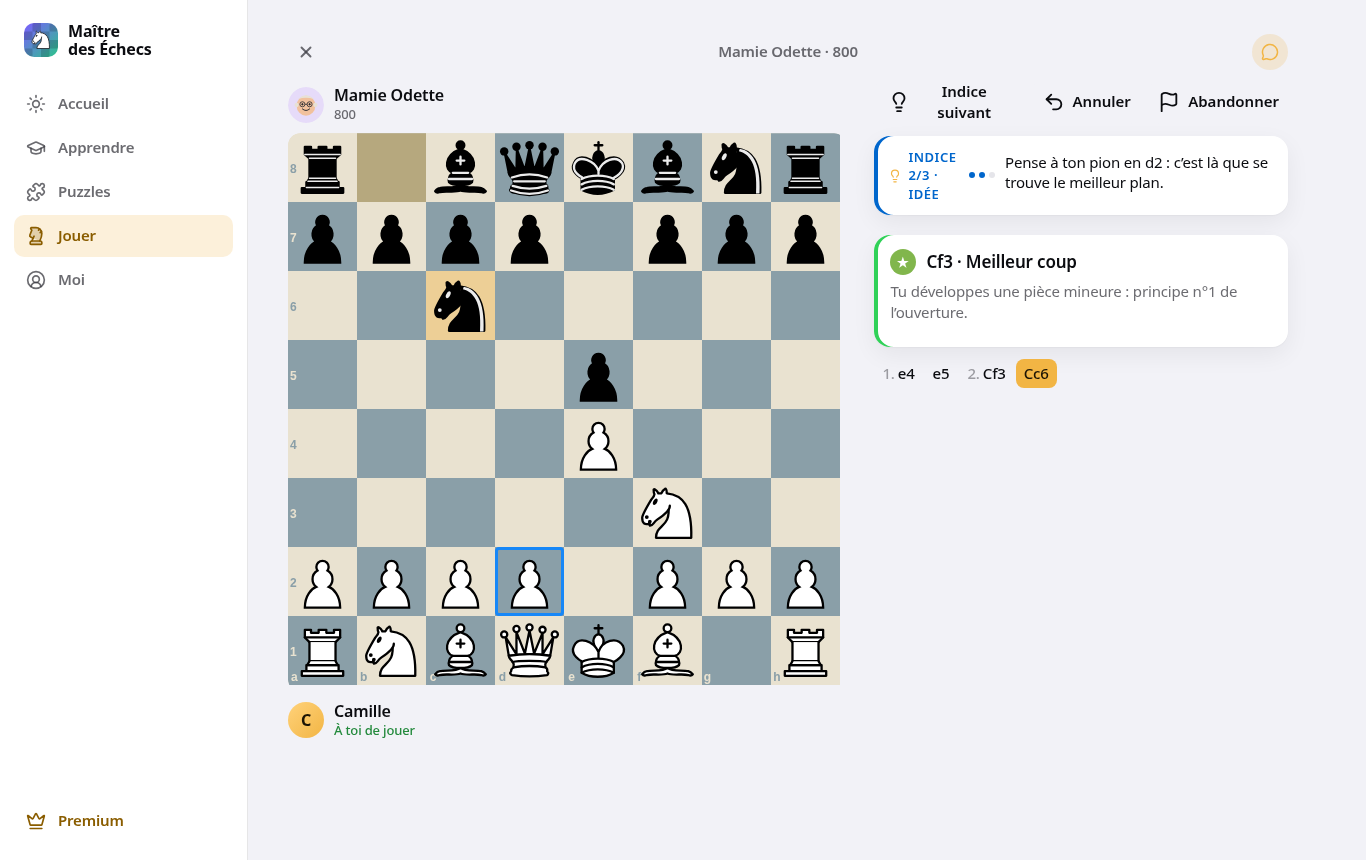 Maître
des Échecs
Accueil
Apprendre
Puzzles
Jouer
Moi
Premium
Mamie Odette · 800
Mamie Odette
800
8
7
6
5
4
3
2
1
a
b
c
d
e
f
g
h
C
Camille
À toi de jouer
Indice
suivant
Annuler
Abandonner
INDICE
2/3 ·
IDÉE
Pense à ton pion en d2 : c’est là que se
trouve le meilleur plan.
Cf3 · Meilleur coup
Tu développes une pièce mineure : principe n°1 de
l’ouverture.
1. e4 e5 2. Cf3 Cc6